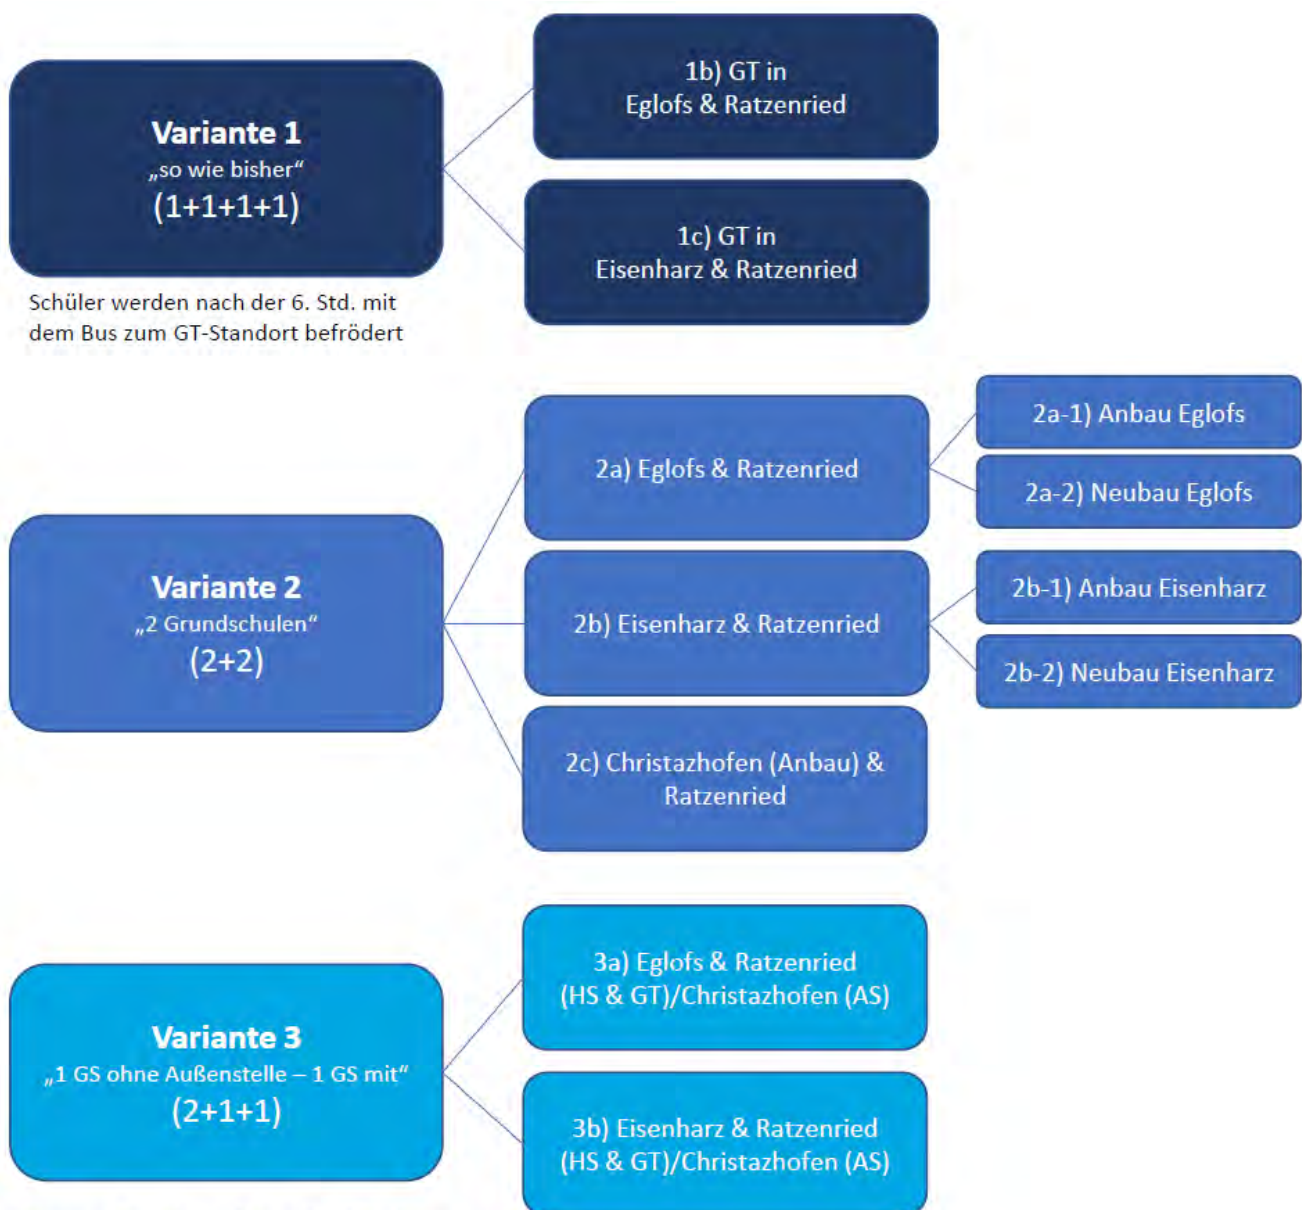 Variante 1
„so wie bisher“
(1+1+1+1)
Schüler werden nach der 6. Std. mit
dem Bus zum GT-Standort befrödert
1b) GT in
Eglofs & Ratzenried
1c) GT in
Eisenharz & Ratzenried
Variante 2
„2 Grundschulen“
(2+2)
2a) Eglofs & Ratzenried
2a-1) Anbau Eglofs
2a-2) Neubau Eglofs
2b) Eisenharz & Ratzenried
2b-1) Anbau Eisenharz
2b-2) Neubau Eisenharz
2c) Christazhofen (Anbau) &
Ratzenried
Variante 3
„1 GS ohne Außenstelle – 1 GS mit“
(2+1+1)
3a) Eglofs & Ratzenried
(HS & GT)/Christazhofen (AS)
3b) Eisenharz & Ratzenried
(HS & GT)/Christazhofen (AS)